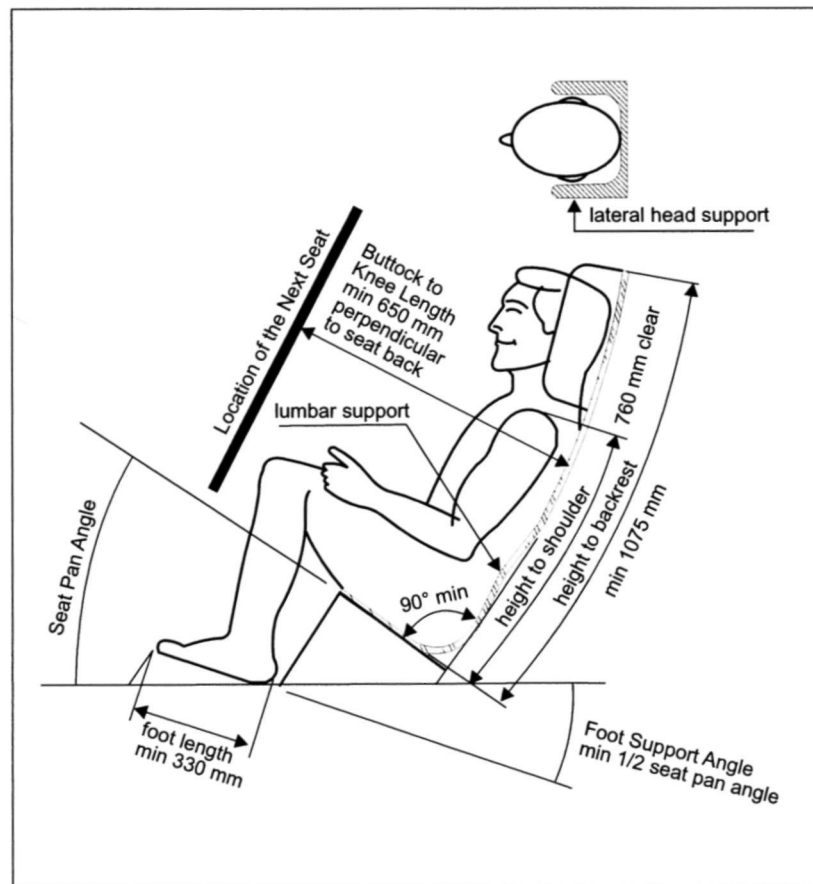 lateral head support
Location of the Next Seat
Buttock to
Knee Length
min 650 mm
perpendicular
to seat back
lumbar support
760 mm clear
height to shoulder
height to backrest
min 1075 mm
90° min
Seat Pan Angle
foot length
min 330 mm
Foot Support Angle
min 1/2 seat pan angle